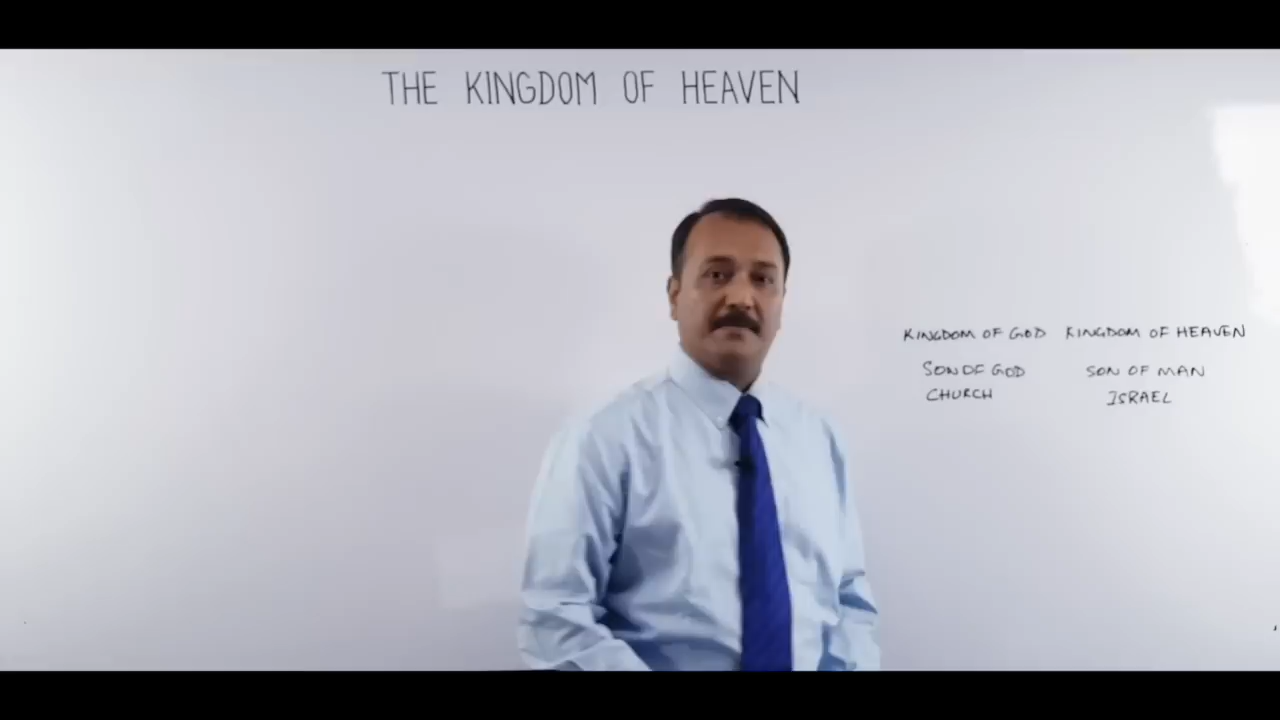 THE KINGDOM OF HEAVEN
KINGDOM OF GOD KINGDOM OF HEAVEN
SON OF GOD SON OF MAN
CHURCH ISRAEL